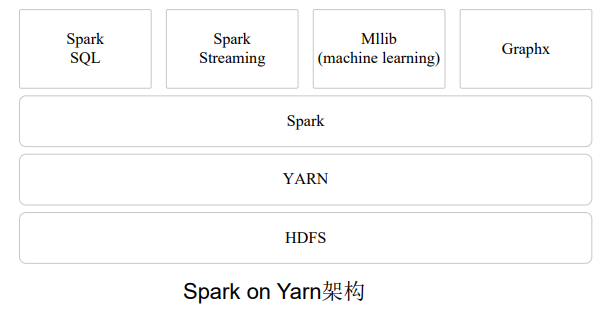 Spark
SQL
Spark
Streaming
Mllib
(machine learning)
Graphx
Spark
YARN
HDFS
Spark on Yarn架构